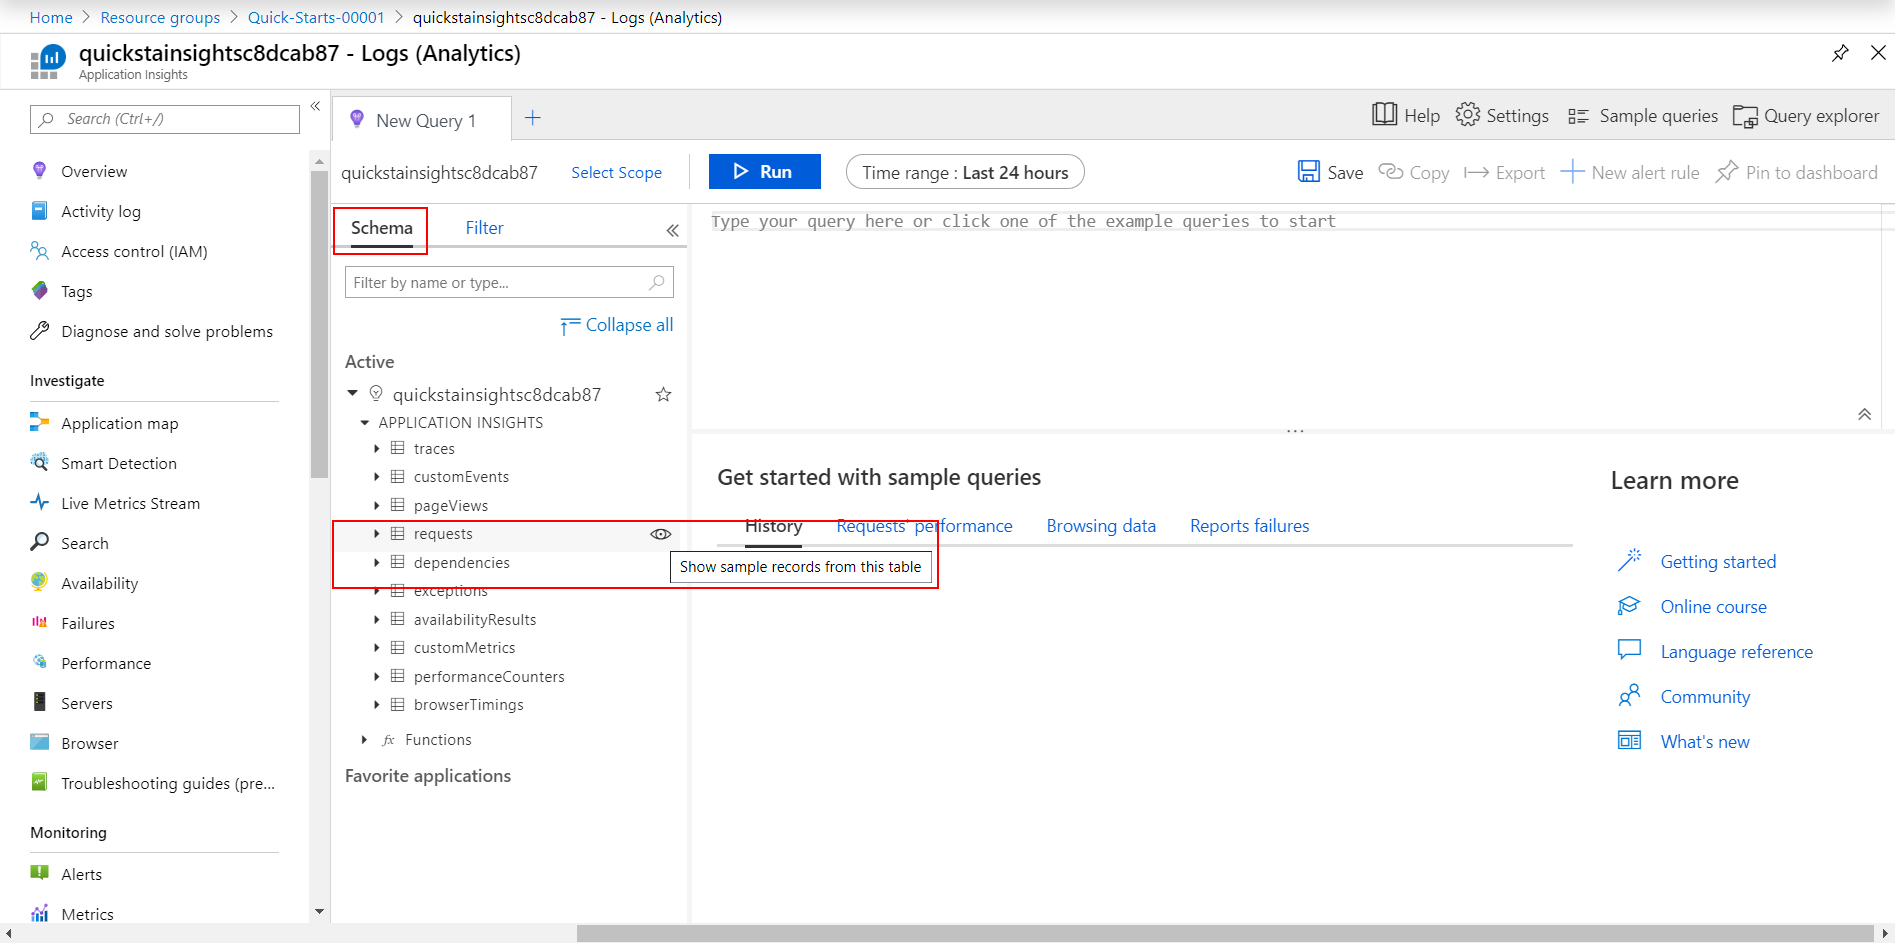 Home > Resource groups > Quick-Starts-00001 > quickstainsightsc8dcab87 - Logs (Analytics)
quickstainsightsc8dcab87 - Logs (Analytics)
Application Insights
Search (Ctrl+/)
Overview
Activity log
Access control (IAM)
Tags
Diagnose and solve problems
Investigate
Application map
Smart Detection
Live Metrics Stream
Search
Availability
Failures
Performance
Servers
Browser
Troubleshooting guides (pre...
Monitoring
Alerts
Metrics
New Query 1
Help
Settings
Sample queries
Query explorer
quickstainsightsc8dcab87
Select Scope
Run
Time range : Last 24 hours
Save
Copy
Export
New alert rule
Pin to dashboard
Schema
Filter
Filter by name or type...
Collapse all
Active
quickstainsightsc8dcab87
APPLICATION INSIGHTS
traces
customEvents
pageViews
requests
dependencies
exceptions
availabilityResults
customMetrics
performanceCounters
browserTimings
fx Functions
Favorite applications
Type your query here or click one of the example queries to start
Get started with sample queries
History
Requests' performance
Browsing data
Reports failures
Show sample records from this table
Learn more
Getting started
Online course
Language reference
Community
What's new